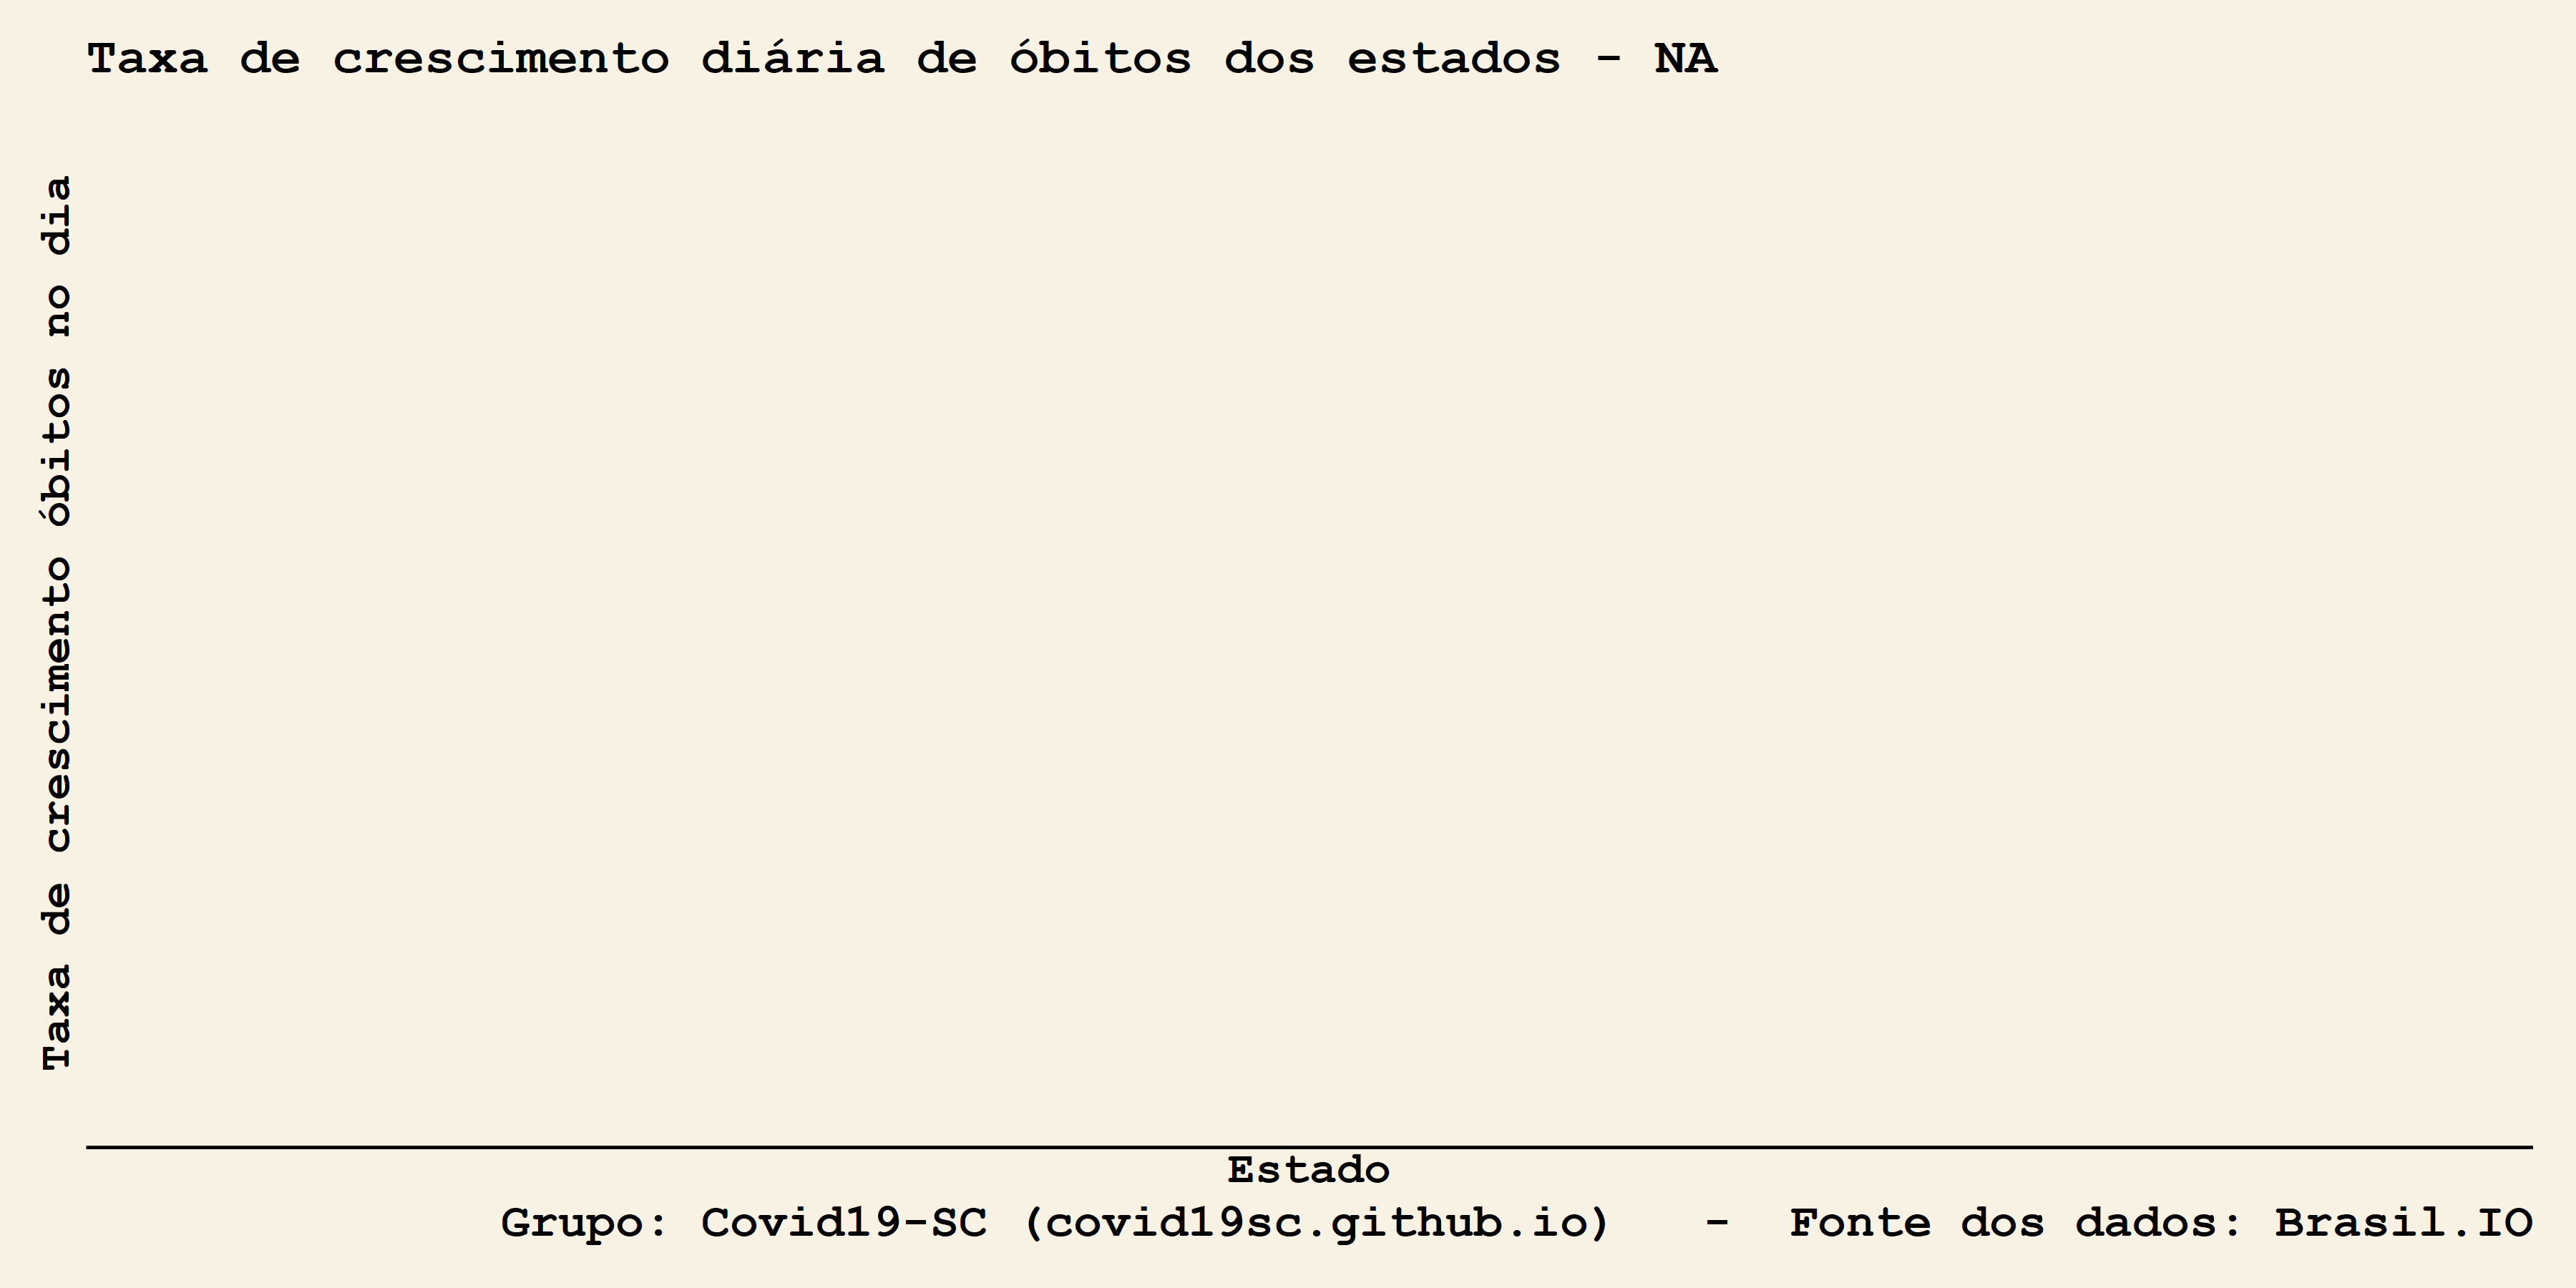 Taxa de crescimento diária de óbitos dos estados - NA
Taxa de crescimento óbitos no dia
Estado
Grupo: Covid19-SC (covid19sc.github.io)   -  Fonte dos dados: Brasil.IO